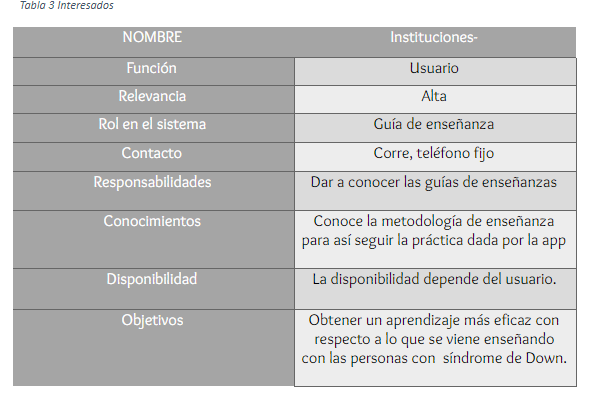 Tabla 3 Interesados
NOMBRE Instituciones-
Función Usuario
Relevancia Alta
Rol en el sistema Guía de enseñanza
Contacto Corre, teléfono fijo
Responsabilidades Dar a conocer las guías de enseñanzas
Conocimientos Conoce la metodología de enseñanza
para así seguir la práctica dada por la app
Disponibilidad La disponibilidad depende del usuario.
Objetivos Obtener un aprendizaje más eficaz con
respecto a lo que se viene enseñando
con las personas con síndrome de Down.